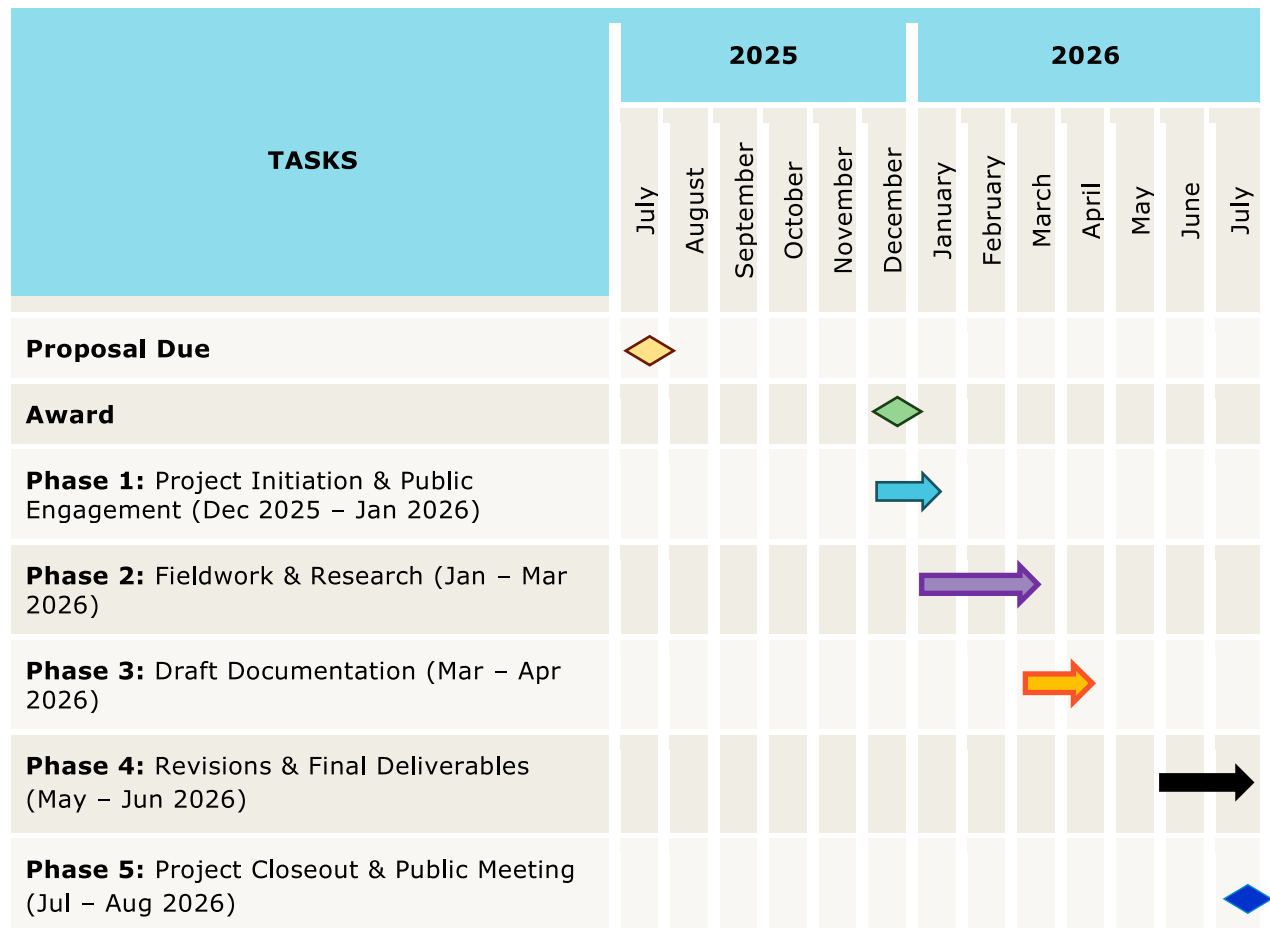 2025
2026
TASKS
July
August
September
October
November
December
January
February
March
April
May
June
July
Proposal Due
Award
Phase 1: Project Initiation & Public
Engagement (Dec 2025 – Jan 2026)
Phase 2: Fieldwork & Research (Jan – Mar
2026)
Phase 3: Draft Documentation (Mar – Apr
2026)
Phase 4: Revisions & Final Deliverables
(May – Jun 2026)
Phase 5: Project Closeout & Public Meeting
(Jul – Aug 2026)